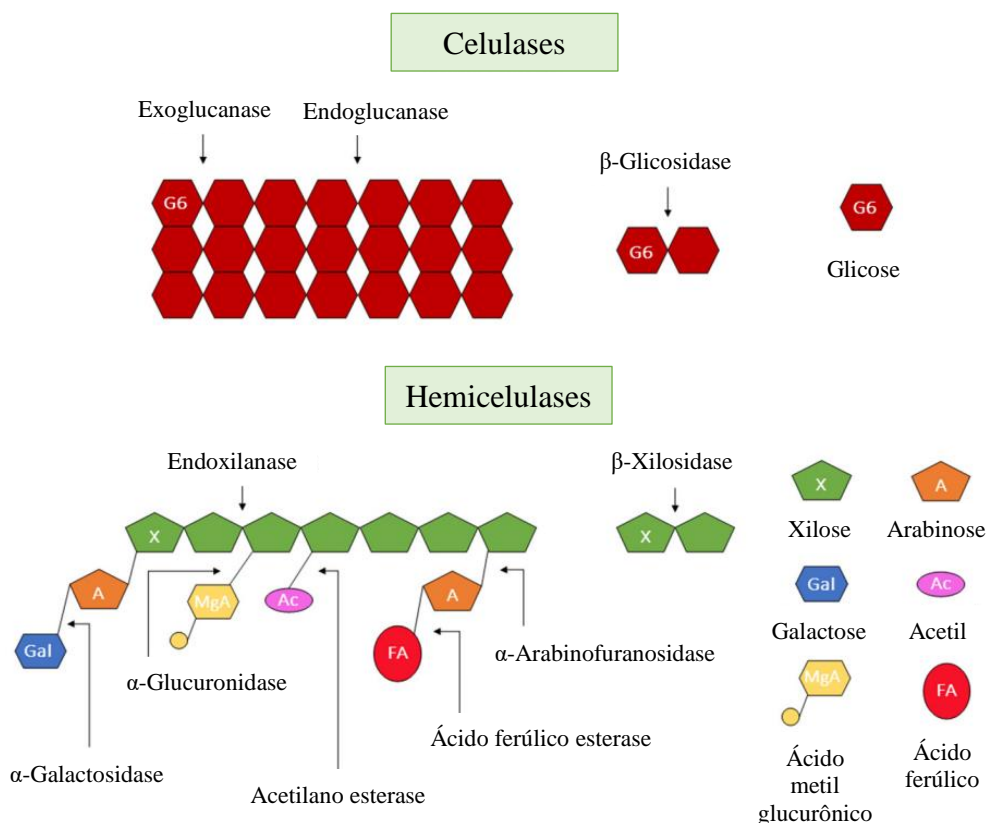 Celulases
Exoglucanase
Endoglucanase
β-Glicosidase
G6
G6
G6
Glicose
Hemicelulases
Endoxilanase
β-Xilosidase
X
X
X
A
Xilose
Arabinose
A
MgA
Ac
A
Gal
Ac
Gal
FA
Galactose
Acetil
α-Arabinofuranosidase
α-Glucuronidase
MgA
FA
Ácido ferúlico esterase
α-Galactosidase
Acetilano esterase
Ácido
metil
glucurônico
Ácido
ferúlico